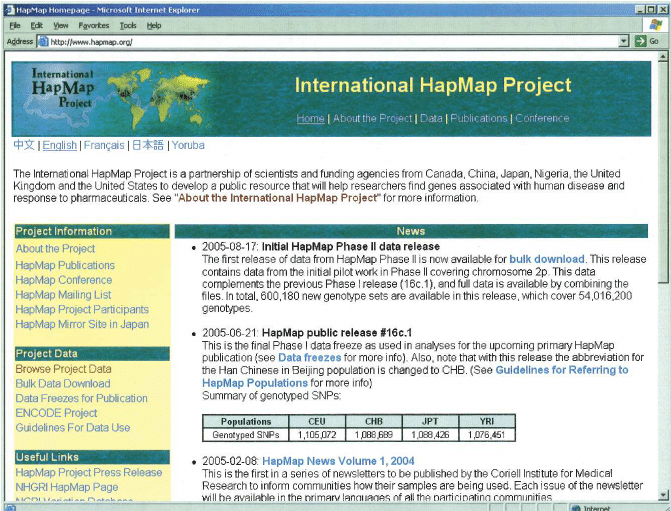 HapMap Homepage - Microsoft Internet Explorer
File Edit View Favorites Tools Help
Address http://www.hapmap.org/ Go
International
HapMap
Project
International HapMap Project
Home | About the Project | Data | Publications | Conference
中文 | English | Français | 日本語 | Yoruba
The International HapMap Project is a partnership of scientists and funding agencies from Canada, China, Japan, Nigeria, the United
Kingdom and the United States to develop a public resource that will help researchers find genes associated with human disease and
response to pharmaceuticals. See "About the International HapMap Project" for more information.
Project Information
About the Project
HapMap Publications
HapMap Conference
HapMap Mailing List
HapMap Project Participants
HapMap Mirror Site in Japan
Project Data
Browse Project Data
Bulk Data Download
Data Freezes for Publication
ENCODE Project
Guidelines For Data Use
Useful Links
HapMap Project Press Release
NHGRI HapMap Page
NCBI Variation Database
News
• 2005-08-17: Initial HapMap Phase II data release
The first release of data from HapMap Phase II is now available for bulk download. This release
contains data from the initial pilot work in Phase II covering chromosome 2p. This data
complements the previous Phase I release (16c.1), and full data is available by combining the
files. In total, 600,180 new genotype sets are available in this release, which cover 54,016,200
genotypes.
• 2005-06-21: HapMap public release #16c.1
This is the final Phase I data freeze as used in analyses for the upcoming primary HapMap
publication (see Data freezes for more info). Also, note that with this release the abbreviation for
the Han Chinese in Beijing population is changed to CHB. (See Guidelines for Referring to
HapMap Populations for more info)
Summary of genotyped SNPs:
Populations CEU CHB JPT YRI
Genotyped SNPs 1,105,072 1,088,689 1,088,426 1,076,451
• 2005-02-08: HapMap News Volume 1, 2004
This is the first in a series of newsletters to be published by the Coriell Institute for Medical
Research to inform communities how their samples are being used. Each issue of the newsletter
will be available in the primary languages of all the participating communities
Internet